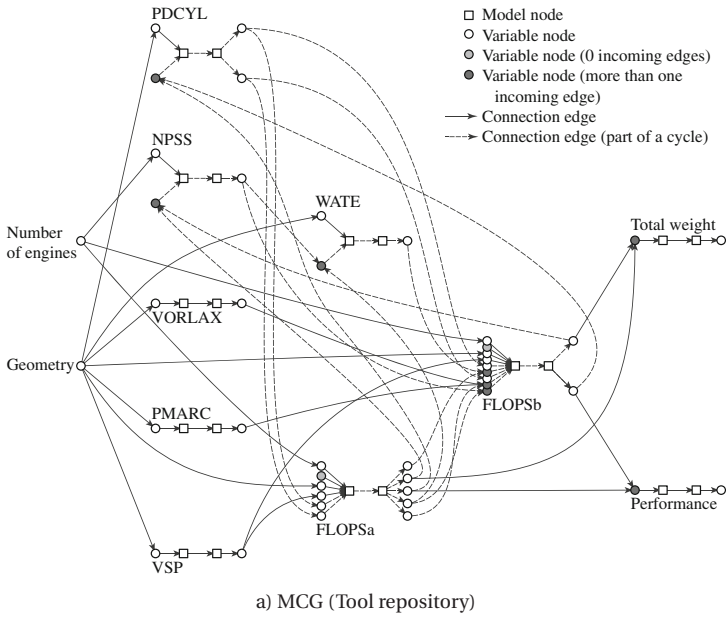 PDCYL
Model node
Variable node
Variable node (0 incoming edges)
Variable node (more than one
incoming edge)
Connection edge
Connection edge (part of a cycle)
NPSS
WATE
Number
of engines
Total weight
VORLAX
Geometry
PMARC
FLOPSb
FLOPSa
Performance
VSP
a) MCG (Tool repository)